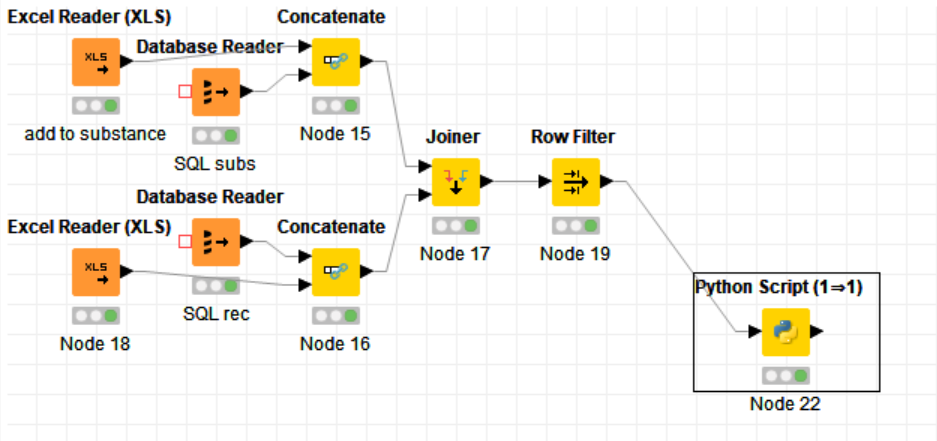 Excel Reader (XLS)
Concatenate
Database Reader
XLS
add to substance
Node 15
SQL subs
Joiner
Row Filter
Database Reader
Excel Reader (XLS)
Concatenate
Node 17
Node 19
XLS
SQL rec
Python Script (1⇒1)
Node 18
Node 16
Node 22